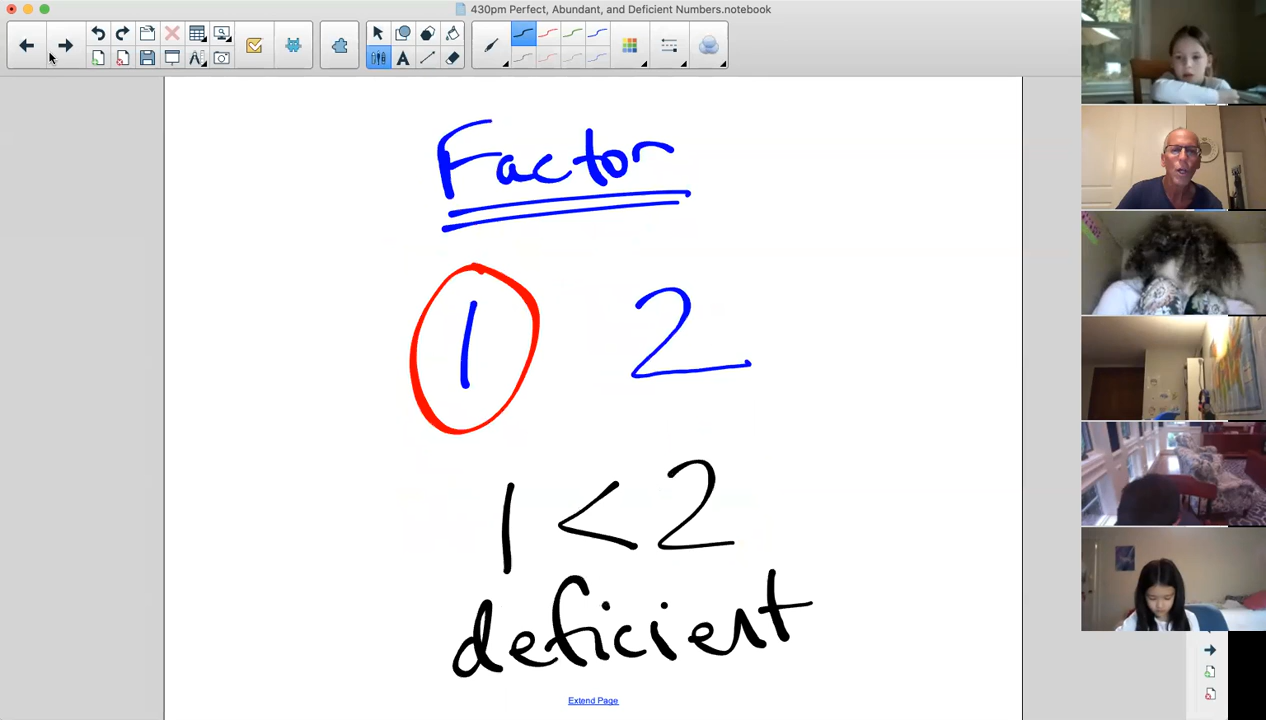 430pm Perfect, Abundant, and Deficient Numbers.notebook
Factor
1 2
1 < 2
deficient
Extend Page